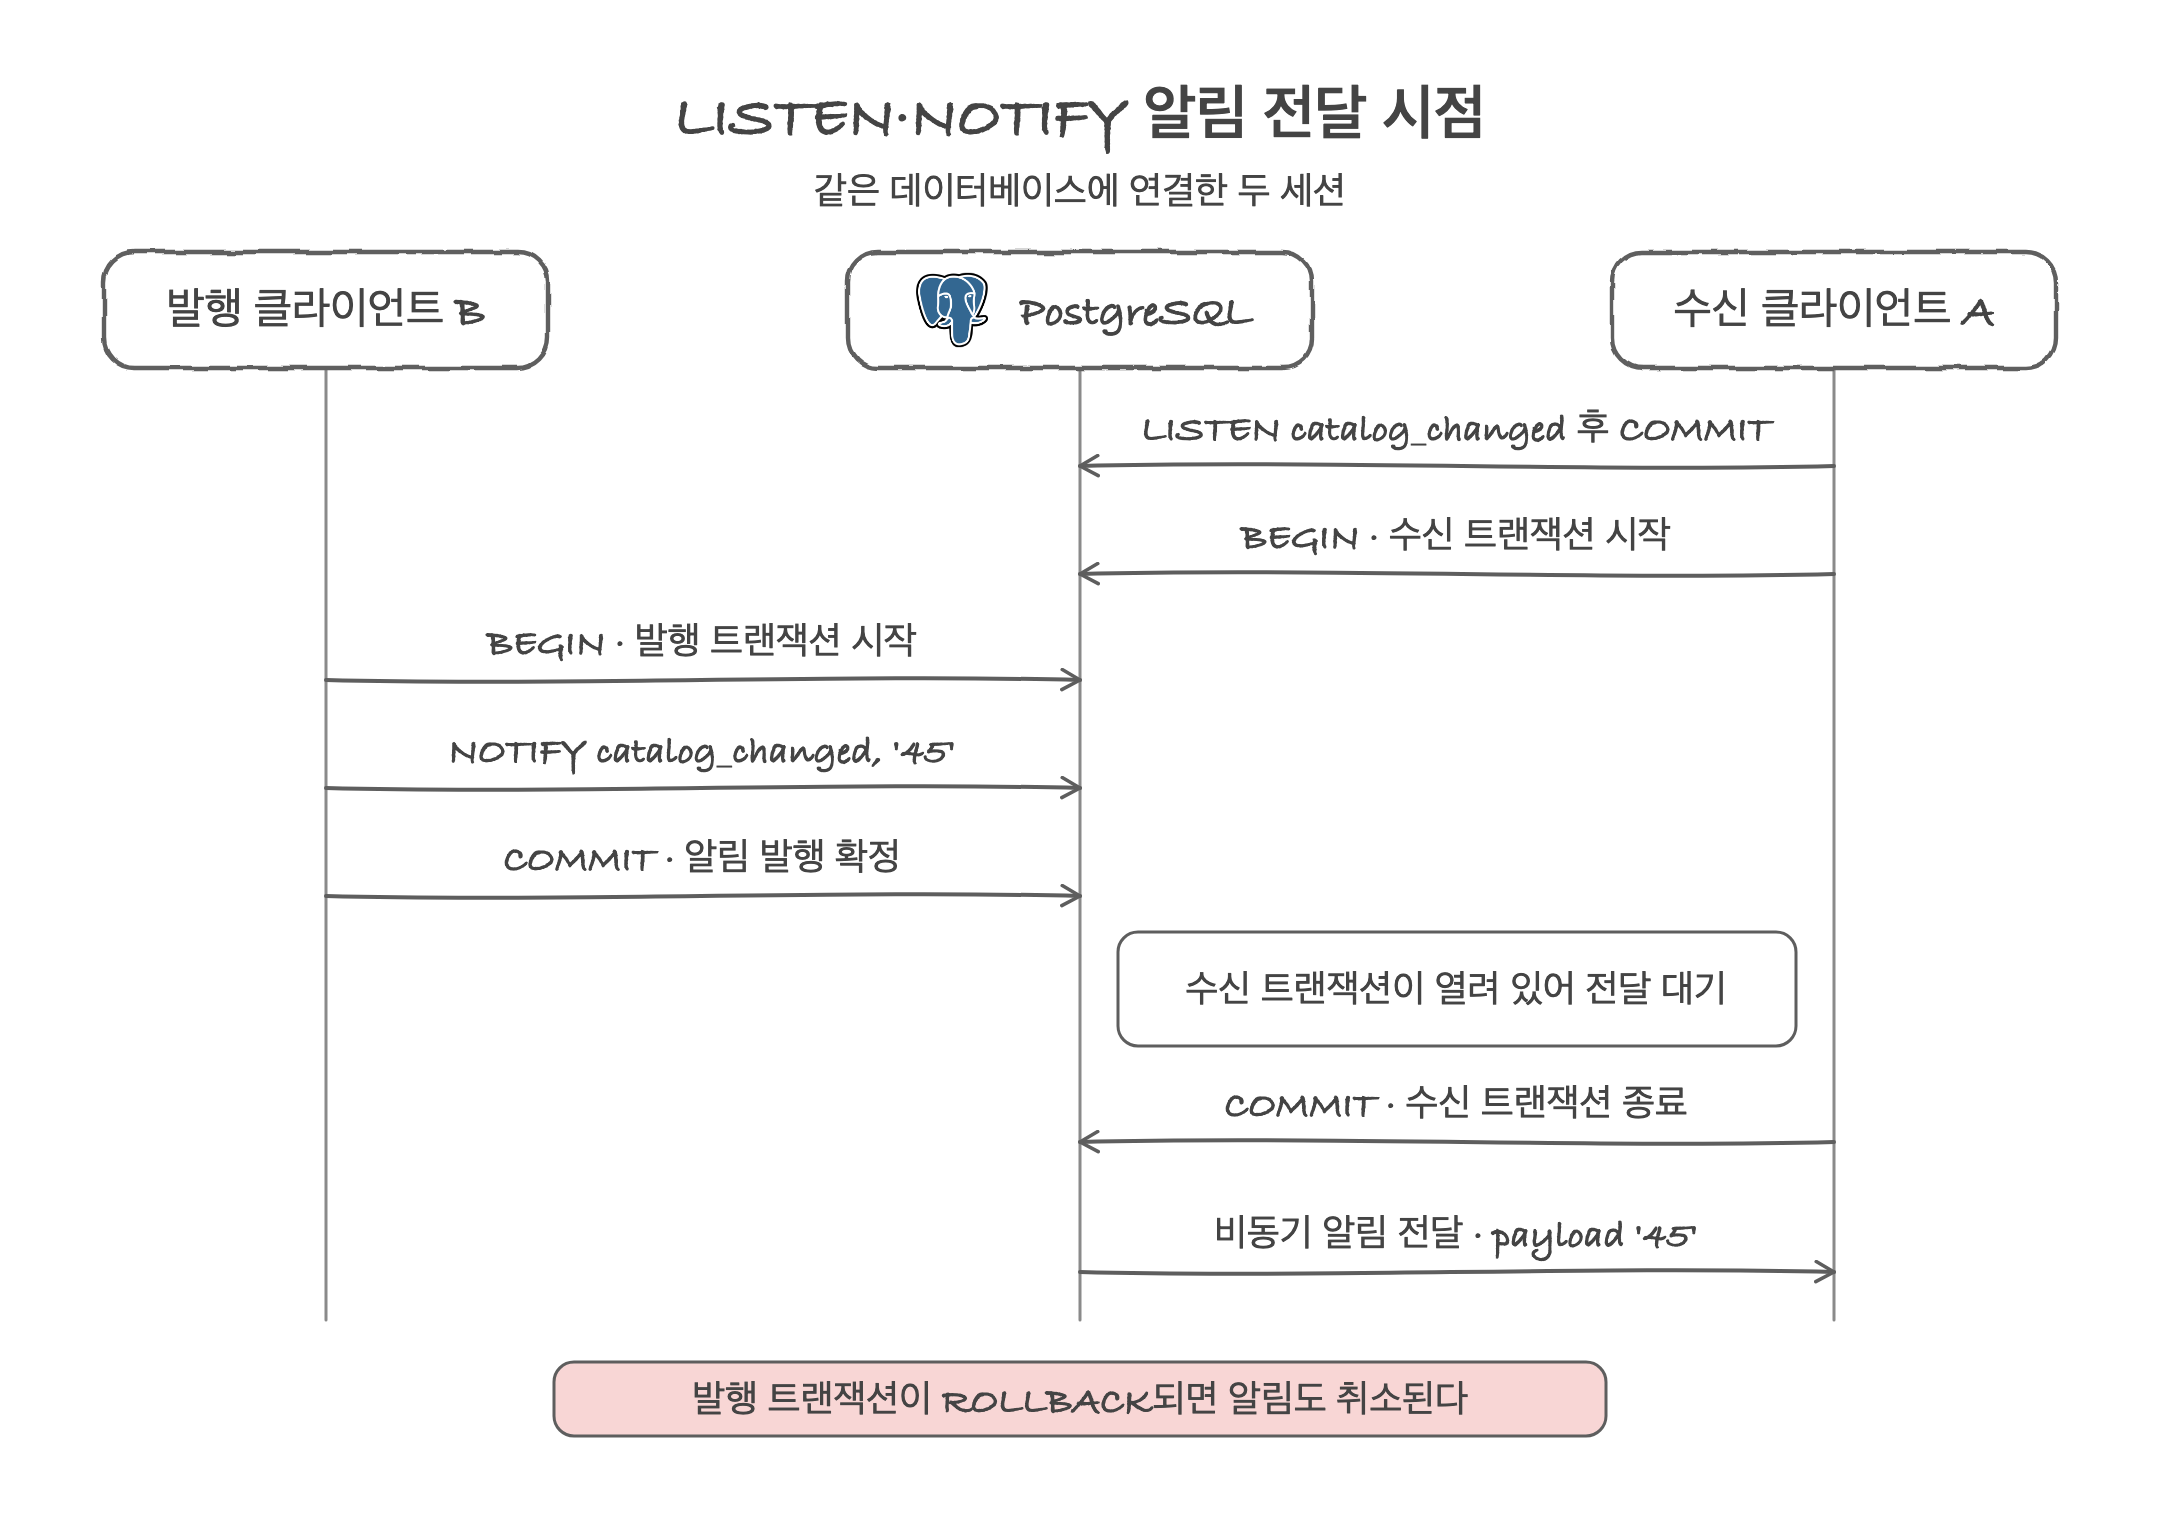 LISTEN·NOTIFY 알림 전달 시점
같은 데이터베이스에 연결한 두 세션
발행 클라이언트 B
PostgreSQL
수신 클라이언트 A
LISTEN catalog_changed 후 COMMIT
BEGIN · 수신 트랜잭션 시작
BEGIN · 발행 트랜잭션 시작
NOTIFY catalog_changed, '45'
COMMIT · 알림 발행 확정
수신 트랜잭션이 열려 있어 전달 대기
COMMIT · 수신 트랜잭션 종료
비동기 알림 전달 · payload '45'
발행 트랜잭션이 ROLLBACK되면 알림도 취소된다